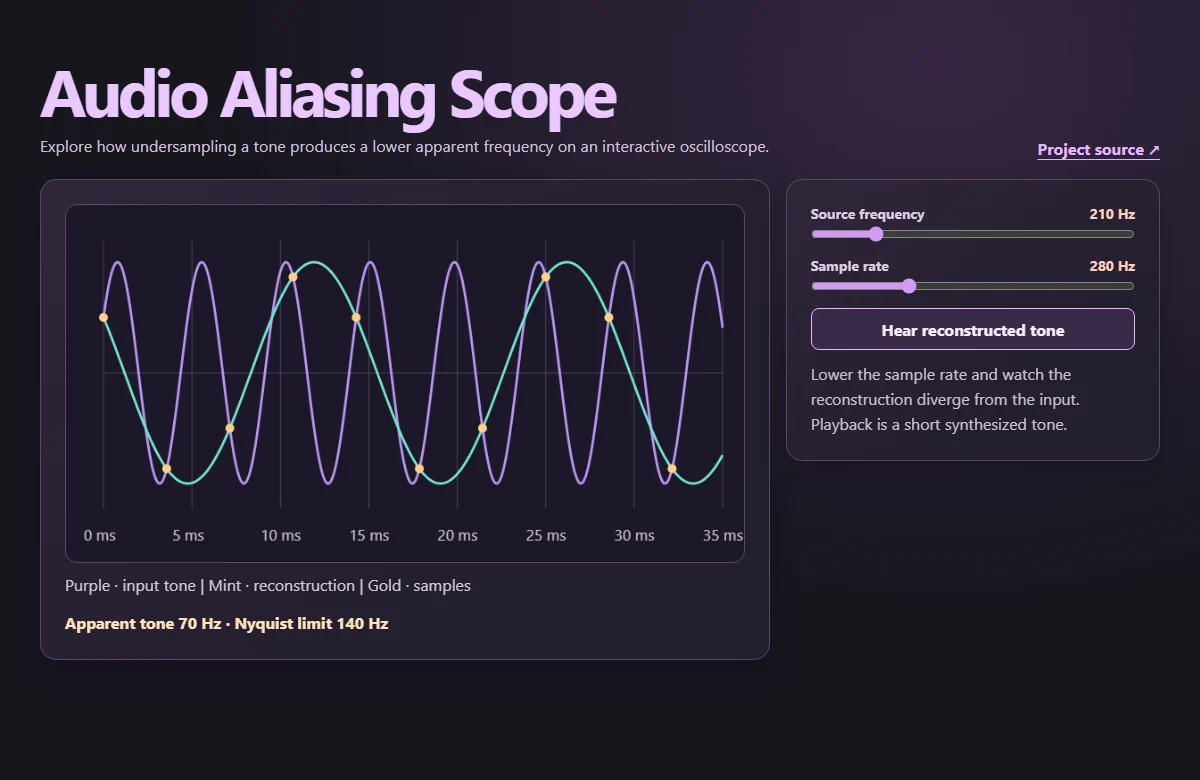 Audio Aliasing Scope
Explore how undersampling a tone produces a lower apparent frequency on an interactive oscilloscope.
Project source ↗
0 ms 5 ms 10 ms 15 ms 20 ms 25 ms 30 ms 35 ms
Purple · input tone | Mint · reconstruction | Gold · samples
Apparent tone 70 Hz · Nyquist limit 140 Hz
Source frequency 210 Hz
Sample rate 280 Hz
Hear reconstructed tone
Lower the sample rate and watch the
reconstruction diverge from the input.
Playback is a short synthesized tone.